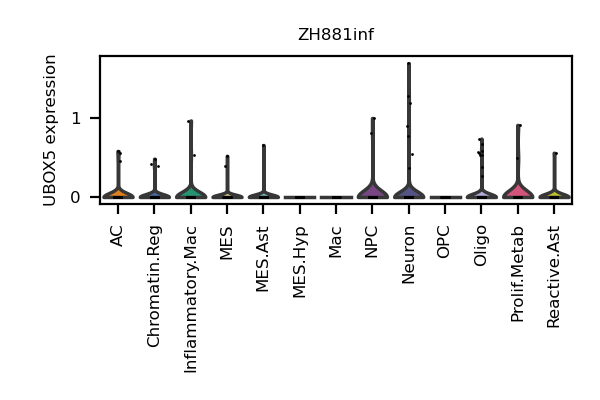 ZH881inf
UBOX5 expression
1
0
AC
Chromatin.Reg
Inflammatory.Mac
MES
MES.Ast
MES.Hyp
Mac
NPC
Neuron
OPC
Oligo
Prolif.Metab
Reactive.Ast